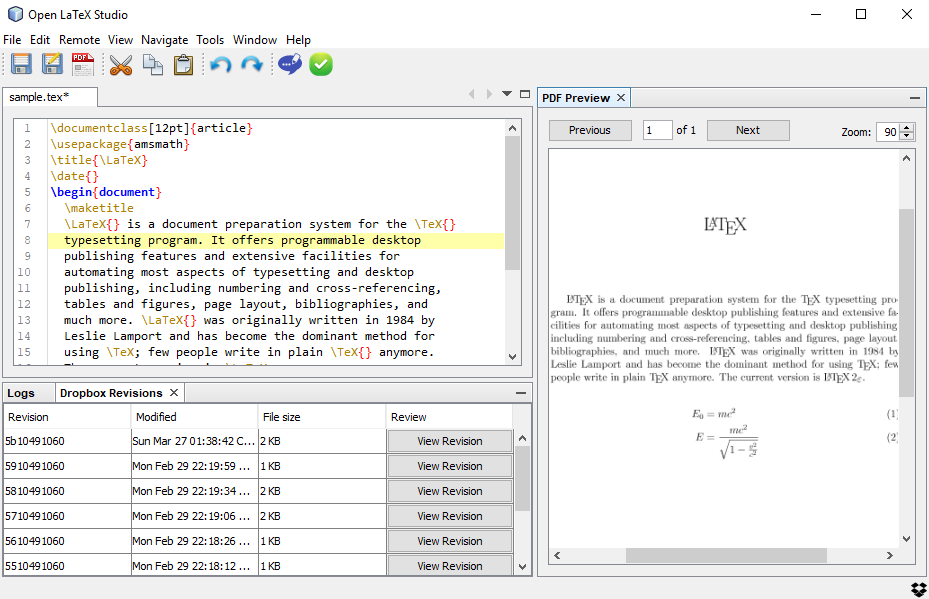 Open LaTeX Studio
File Edit Remote View Navigate Tools Window Help
PDF
sample.tex*
1 \documentclass[12pt]{article}
2 \usepackage{amsmath}
3 \title{\LaTeX}
4 \date{}
5 \begin{document}
6 \maketitle
7 \LaTeX{} is a document preparation system for the \TeX{}
8 typesetting program. It offers programmable desktop
9 publishing features and extensive facilities for
10 automating most aspects of typesetting and desktop
11 publishing, including numbering and cross-referencing,
12 tables and figures, page layout, bibliographies, and
13 much more. \LaTeX{} was originally written in 1984 by
14 Leslie Lamport and has become the dominant method for
15 using \TeX; few people write in plain \TeX{} anymore.
Logs Dropbox Revisions
Revision Modified File size Review
5b10491060 Sun Mar 27 01:38:42 C... 2 KB View Revision
5910491060 Mon Feb 29 22:19:59 ... 1 KB View Revision
5810491060 Mon Feb 29 22:19:34 ... 2 KB View Revision
5710491060 Mon Feb 29 22:19:06 ... 2 KB View Revision
5610491060 Mon Feb 29 22:18:26 ... 1 KB View Revision
5510491060 Mon Feb 29 22:18:12 ... 1 KB View Revision
PDF Preview
Previous 1 of 1 Next Zoom: 90
LATEX
LATEX is a document preparation system for the TEX typesetting pro-
gram. It offers programmable desktop publishing features and extensive fa-
cilities for automating most aspects of typesetting and desktop publishing,
including numbering and cross-referencing, tables and figures, page layout,
bibliographies, and much more. LATEX was originally written in 1984 by
Leslie Lamport and has become the dominant method for using TEX; few
people write in plain TEX anymore. The current version is LATEX 2ε.
E₀ = mc² (1)
E = mc² / √(1 − v²/c²) (2)